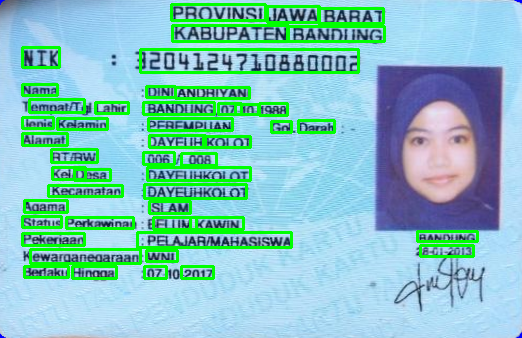 PROVINSI JAWA BARAT
KABUPATEN BANDUNG
NIK : 3204124710880002
Nama : DINI ANDRIYAN
Tempat/Tgl Lahir : BANDUNG, 07-10-1988
Jenis Kelamin : PEREMPUAN Gol. Darah : -
Alamat : DAYEUH KOLOT
RT/RW : 006 / 008
Kel/Desa : DAYEUHKOLOT
Kecamatan : DAYEUHKOLOT
Agama : ISLAM
Status Perkawinan : BELUM KAWIN
Pekerjaan : PELAJAR/MAHASISWA
Kewarganegaraan : WNI
Berlaku Hingga : 07-10-2017
BANDUNG
28-01-2013